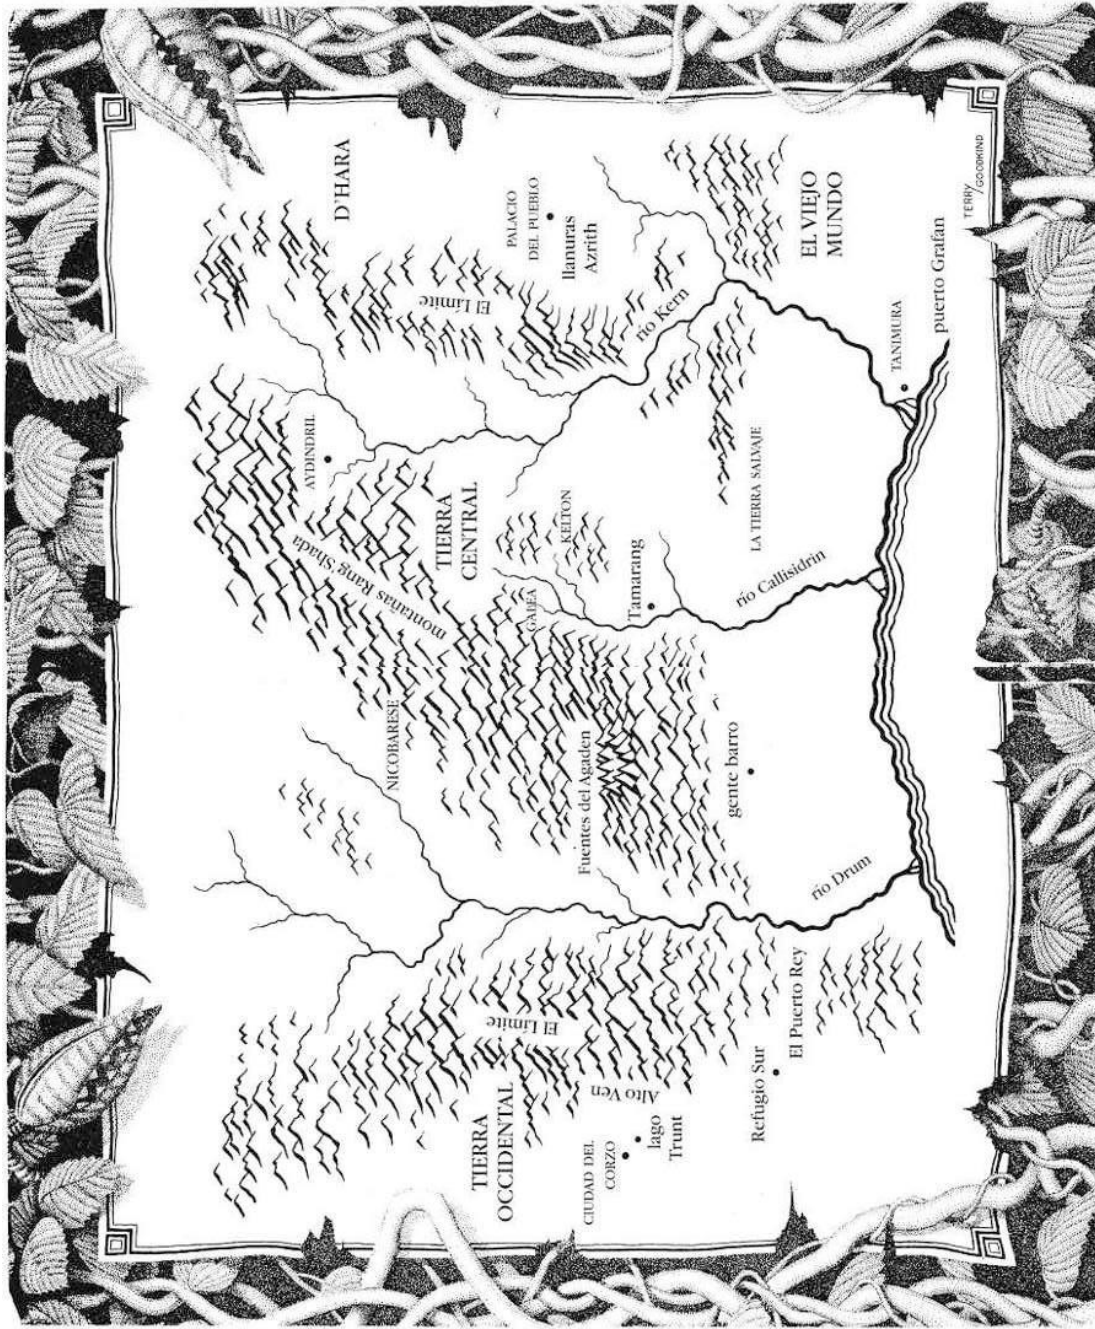 D'HARA
PALACIO
DEL PUEBLO
llanuras
Azrith
El Límite
río Kern
EL VIEJO
MUNDO
TERRY
GOODKIND
puerto Grafan
TANIMURA
AYDINDRIL
TIERRA
CENTRAL
KELTON
LA TIERRA SALVAJE
montañas Rang Shada
GALEA
Tamarang
río Callisidrin
NICOBARESE
Fuentes del Agaden
gente barro
río Drum
El Límite
El Puerto Rey
Alto Ven
Refugio Sur
TIERRA
OCCIDENTAL
CIUDAD DEL
CORZO
lago
Trunt